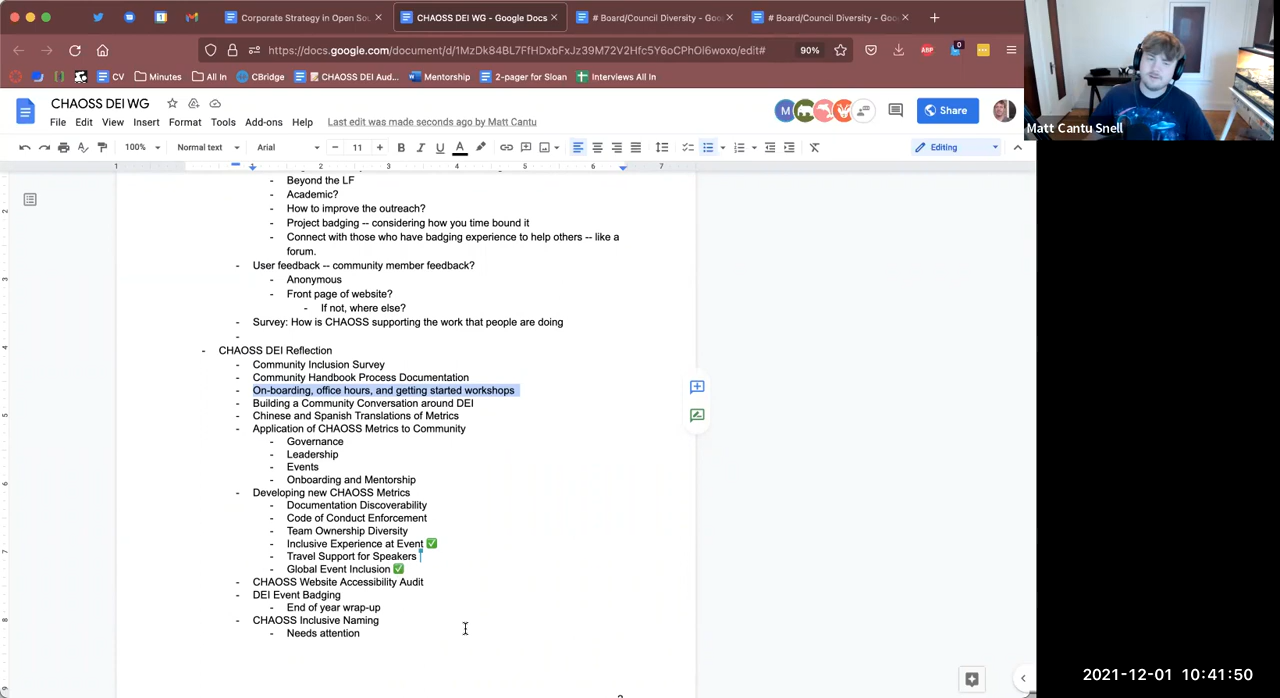 Corporate Strategy in Open Sou
CHAOSS DEI WG - Google Docs
# Board/Council Diversity - Goo
# Board/Council Diversity - Goo
https://docs.google.com/document/d/1MzDk84BL7FfHDxbFxJz39M72V2Hfc5Y6oCPhOl6woxo/edit#
90%
ABP
0
CV
Minutes
All In
CBridge
CHAOSS DEI Aud...
Mentorship
2-pager for Sloan
Interviews All In
CHAOSS DEI WG
File Edit View Insert Format Tools Add-ons Help Last edit was made seconds ago by Matt Cantu
M
Share
Matt Cantu Snell
100% Normal text Arial 11 Editing
1 2 3 4 5 6 7
- Beyond the LF
- Academic?
- How to improve the outreach?
- Project badging -- considering how you time bound it
- Connect with those who have badging experience to help others -- like a
forum.
- User feedback -- community member feedback?
- Anonymous
- Front page of website?
- If not, where else?
- Survey: How is CHAOSS supporting the work that people are doing
-
- CHAOSS DEI Reflection
- Community Inclusion Survey
- Community Handbook Process Documentation
- On-boarding, office hours, and getting started workshops
- Building a Community Conversation around DEI
- Chinese and Spanish Translations of Metrics
- Application of CHAOSS Metrics to Community
- Governance
- Leadership
- Events
- Onboarding and Mentorship
- Developing new CHAOSS Metrics
- Documentation Discoverability
- Code of Conduct Enforcement
- Team Ownership Diversity
- Inclusive Experience at Event ✅
- Travel Support for Speakers
- Global Event Inclusion ✅
- CHAOSS Website Accessibility Audit
- DEI Event Badging
- End of year wrap-up
- CHAOSS Inclusive Naming
- Needs attention
2021-12-01 10:41:50